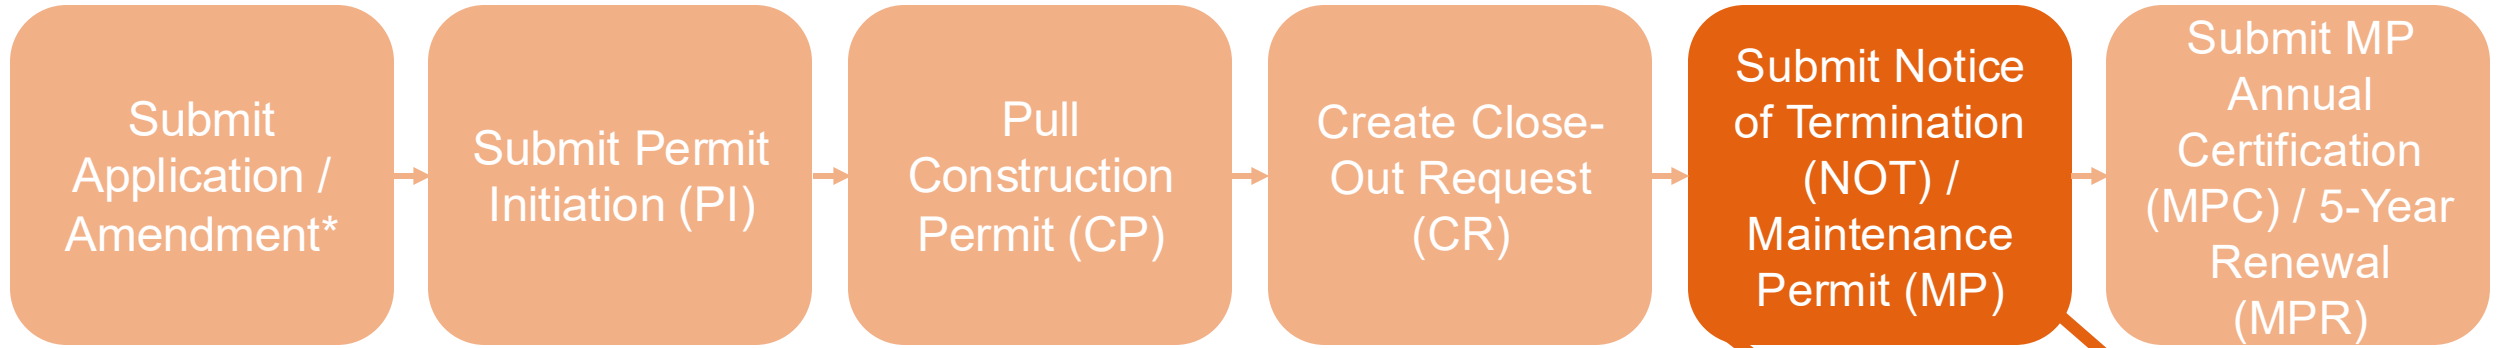 Submit
Application /
Amendment*
Submit Permit
Initiation (PI)
Pull
Construction
Permit (CP)
Create Close-
Out Request
(CR)
Submit Notice
of Termination
(NOT) /
Maintenance
Permit (MP)
Submit MP
Annual
Certification
(MPC) / 5-Year
Renewal
(MPR)